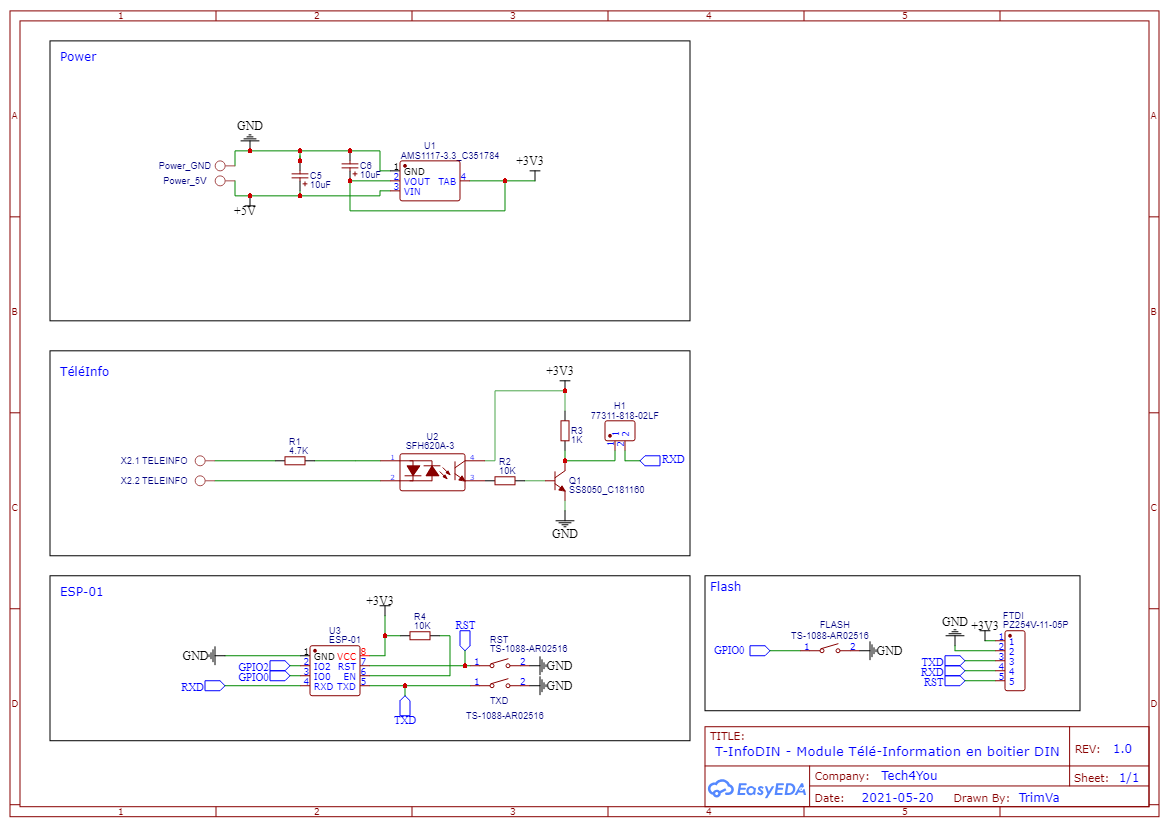 1 2 3 4 5
A
A
B
B
C
C
D
D
Power
GND
Power_GND
Power_5V
+5V
C5
10uF
C6
10uF
U1
AMS1117-3.3_C351784
1 GND
2 VOUT TAB 4
3 VIN
+3V3
TéléInfo
X2.1 TELEINFO
X2.2 TELEINFO
R1
4.7K
U2
SFH620A-3
1
2
4
3
R2
10K
+3V3
R3
1K
H1
77311-818-02LF
1 2
1 2
RXD
Q1
SS8050_C181160
GND
ESP-01
+3V3
R4
10K
U3
ESP-01
GND
GPIO2
GPIO0
RXD
1 GND VCC 8
2 IO2 RST 7
3 IO0 EN 6
4 RXD TXD 5
RST
RST
TS-1088-AR02516
1 2 GND
1 2 GND
TXD
TXD
TS-1088-AR02516
Flash
FLASH
TS-1088-AR02516
GPIO0 1 2 GND
GND
+3V3
FTDI
PZ254V-11-05P
1 1
2 2
TXD 3 3
RXD 4 4
RST 5 5
TITLE:
T-InfoDIN - Module Télé-Information en boitier DIN
REV: 1.0
EasyEDA
Company: Tech4You
Sheet: 1/1
Date: 2021-05-20 Drawn By: TrimVa
1 2 3 4 5